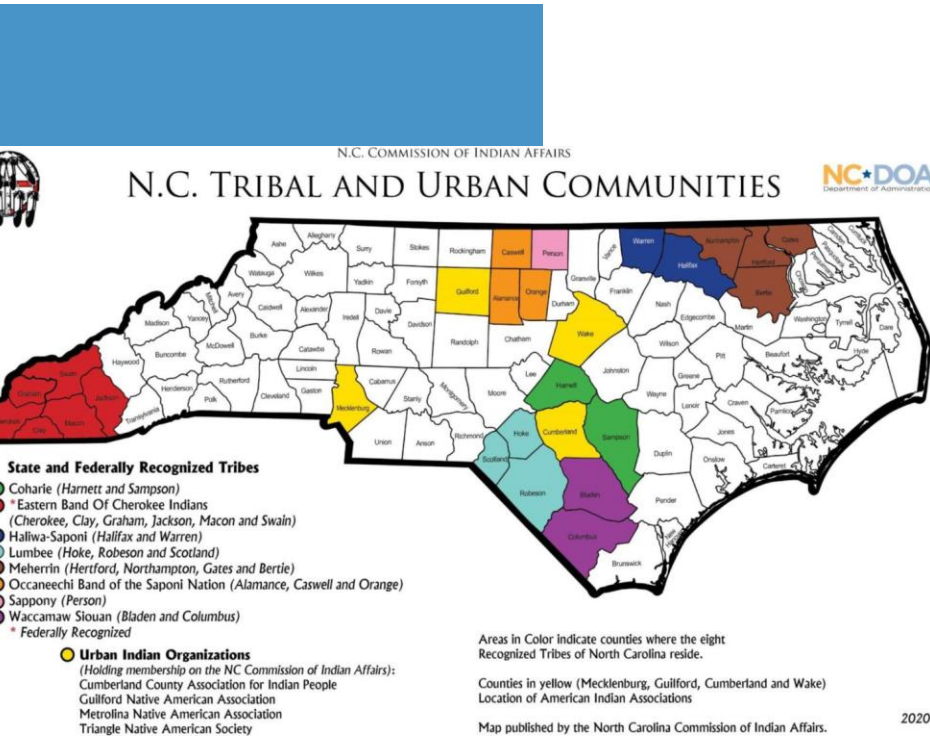 N.C. COMMISSION OF INDIAN AFFAIRS
N.C. TRIBAL AND URBAN COMMUNITIES
NC★DOA
Department of Administration
Ashe
Alleghany
Surry
Stokes
Rockingham
Caswell
Person
Vance
Warren
Northampton
Gates
Camden
Currituck
Pasquotank
Hertford
Halifax
Granville
Watauga
Wilkes
Yadkin
Forsyth
Guilford
Alamance
Orange
Durham
Franklin
Nash
Bertie
Chowan
Mitchell
Avery
Caldwell
Alexander
Iredell
Davie
Davidson
Edgecombe
Martin
Washington
Tyrrell
Dare
Madison
Yancey
Burke
McDowell
Catawba
Rowan
Randolph
Chatham
Wake
Wilson
Pitt
Beaufort
Hyde
Haywood
Buncombe
Swain
Graham
Jackson
Rutherford
Lincoln
Cabarrus
Stanly
Montgomery
Moore
Lee
Harnett
Johnston
Greene
Wayne
Lenoir
Craven
Pamlico
Henderson
Polk
Cleveland
Gaston
Mecklenburg
Transylvania
Clay
Macon
Union
Anson
Richmond
Hoke
Cumberland
Sampson
Duplin
Jones
Onslow
Carteret
Scotland
Robeson
Bladen
Pender
Columbus
Brunswick
State and Federally Recognized Tribes
Coharie (Harnett and Sampson)
*Eastern Band Of Cherokee Indians
(Cherokee, Clay, Graham, Jackson, Macon and Swain)
Haliwa-Saponi (Halifax and Warren)
Lumbee (Hoke, Robeson and Scotland)
Meherrin (Hertford, Northampton, Gates and Bertie)
Occaneechi Band of the Saponi Nation (Alamance, Caswell and Orange)
Sappony (Person)
Waccamaw Siouan (Bladen and Columbus)
* Federally Recognized
Urban Indian Organizations
(Holding membership on the NC Commission of Indian Affairs):
Cumberland County Association for Indian People
Guilford Native American Association
Metrolina Native American Association
Triangle Native American Society
Areas in Color indicate counties where the eight
Recognized Tribes of North Carolina reside.
Counties in yellow (Mecklenburg, Guilford, Cumberland and Wake)
Location of American Indian Associations
Map published by the North Carolina Commission of Indian Affairs.
2020